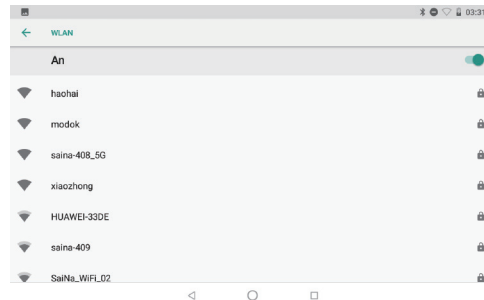 03:31
WLAN
An
haohai
modok
saina-408_5G
xiaozhong
HUAWEI-33DE
saina-409
SaiNa_WiFi_02